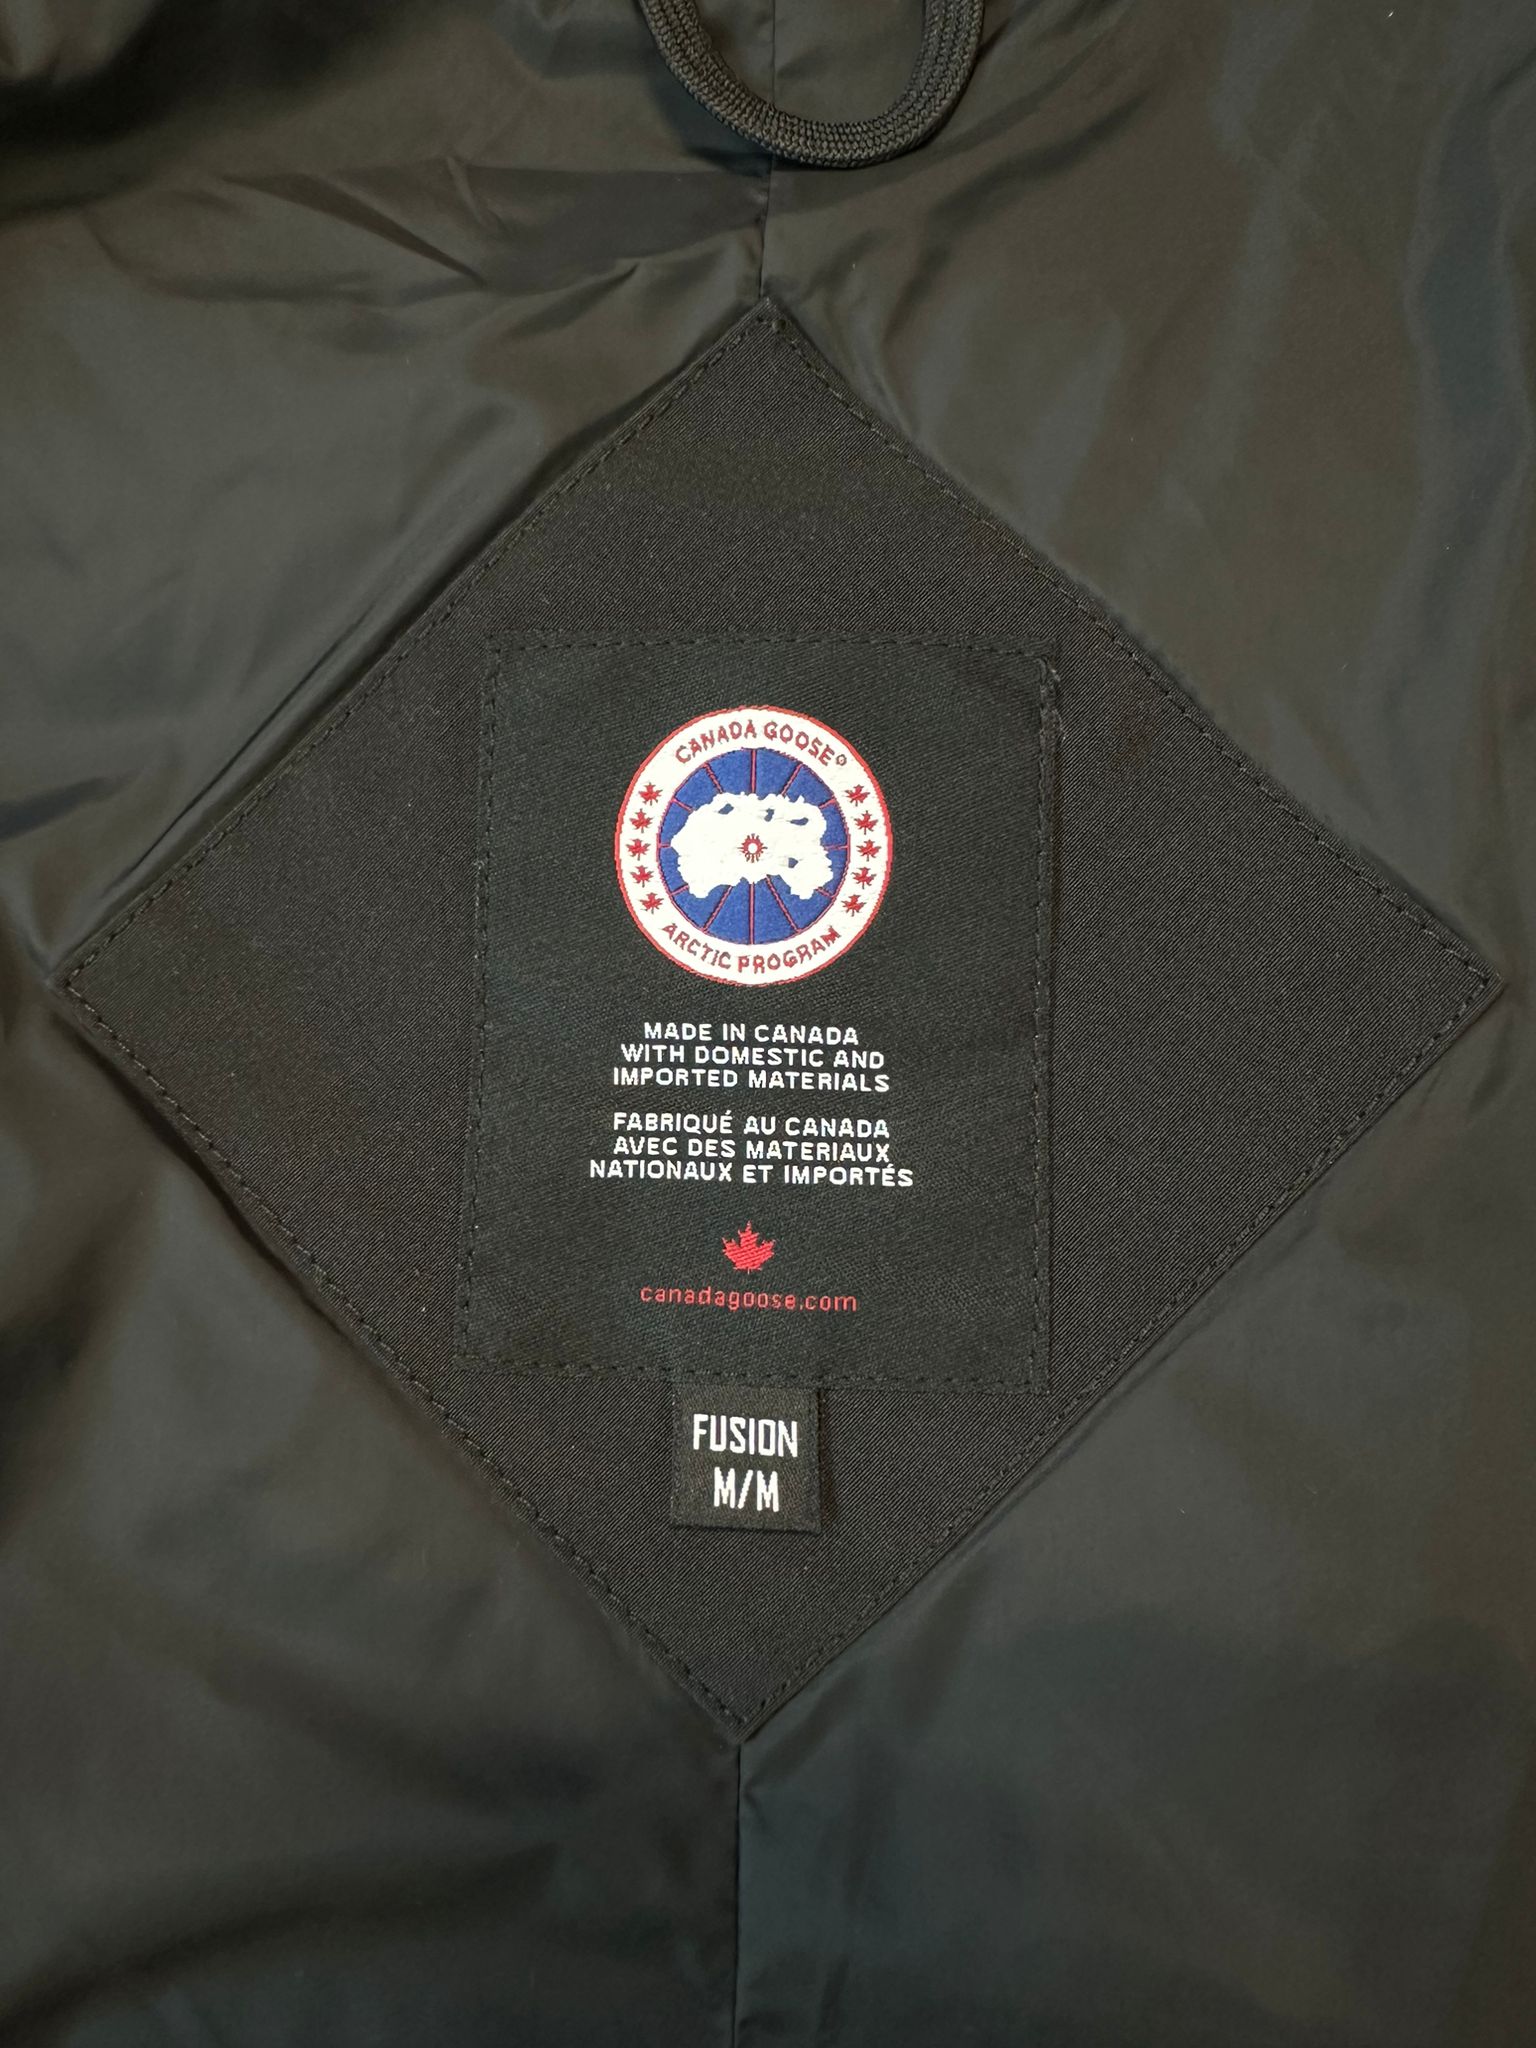 CANADA GOOSE®
ARCTIC PROGRAM
MADE IN CANADA
WITH DOMESTIC AND
IMPORTED MATERIALS
FABRIQUÉ AU CANADA
AVEC DES MATERIAUX
NATIONAUX ET IMPORTÉS
canadagoose.com
FUSION
M/M